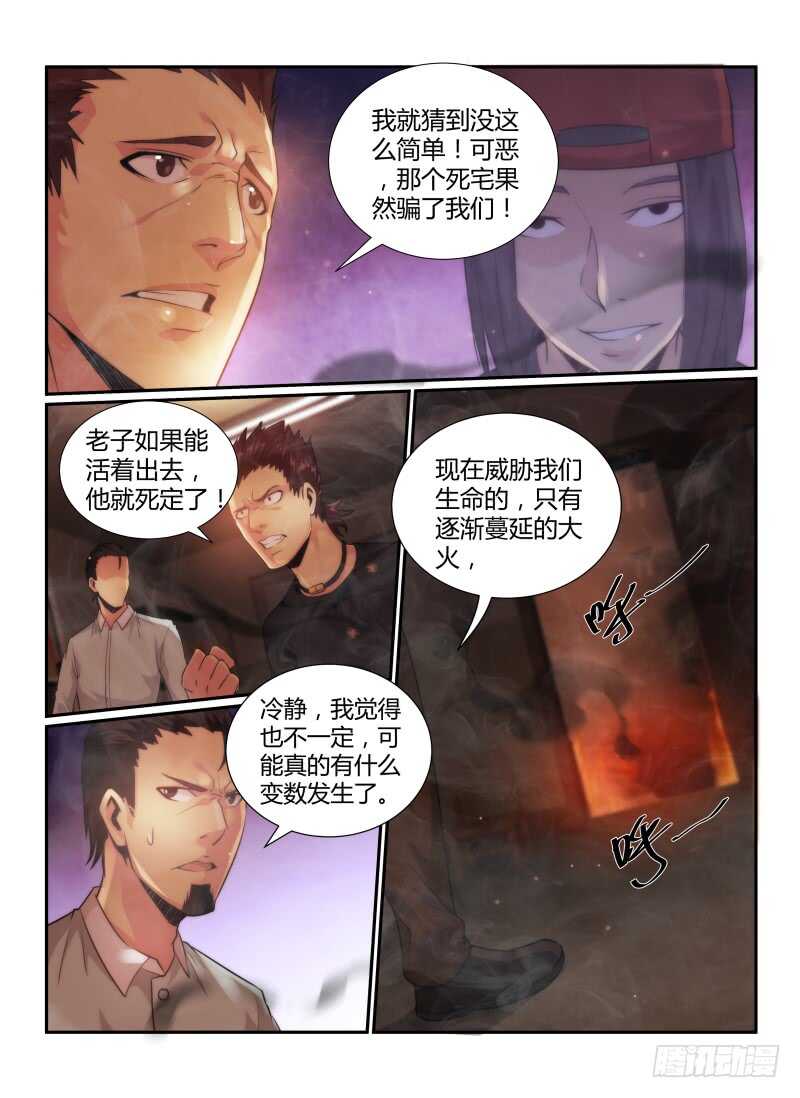 我就猜到没这
么简单！可恶
，那个死宅果
然骗了我们！
老子如果能
活着出去，
他就死定了！
冷静，我觉得
也不一定，可
能真的有什么
变数发生了。
现在威胁我们
生命的，只有
逐渐蔓延的大
火，
呼—
呼—
腾讯动漫